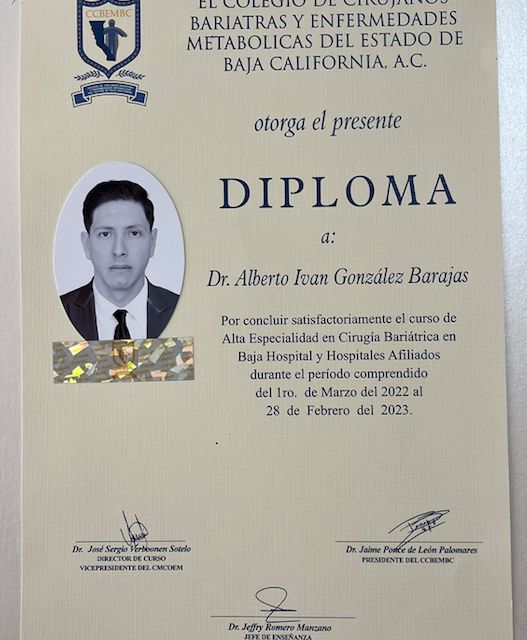 CCBEMBC
EL COLEGIO DE CIRUJANOS
BARIATRAS Y ENFERMEDADES
METABOLICAS DEL ESTADO DE
BAJA CALIFORNIA, A.C.
otorga el presente
DIPLOMA
a:
Dr. Alberto Ivan González Barajas
Por concluir satisfactoriamente el curso de
Alta Especialidad en Cirugía Bariátrica en
Baja Hospital y Hospitales Afiliados
durante el período comprendido
del 1ro. de Marzo del 2022 al
28 de Febrero del 2023.
Dr. José Sergio Verboonen Sotelo
DIRECTOR DE CURSO
VICEPRESIDENTE DEL CMCOEM
Dr. Jaime Ponce de León Palomares
PRESIDENTE DEL CCBEMBC
Dr. Jeffry Romero Manzano
JEFE DE ENSEÑANZA